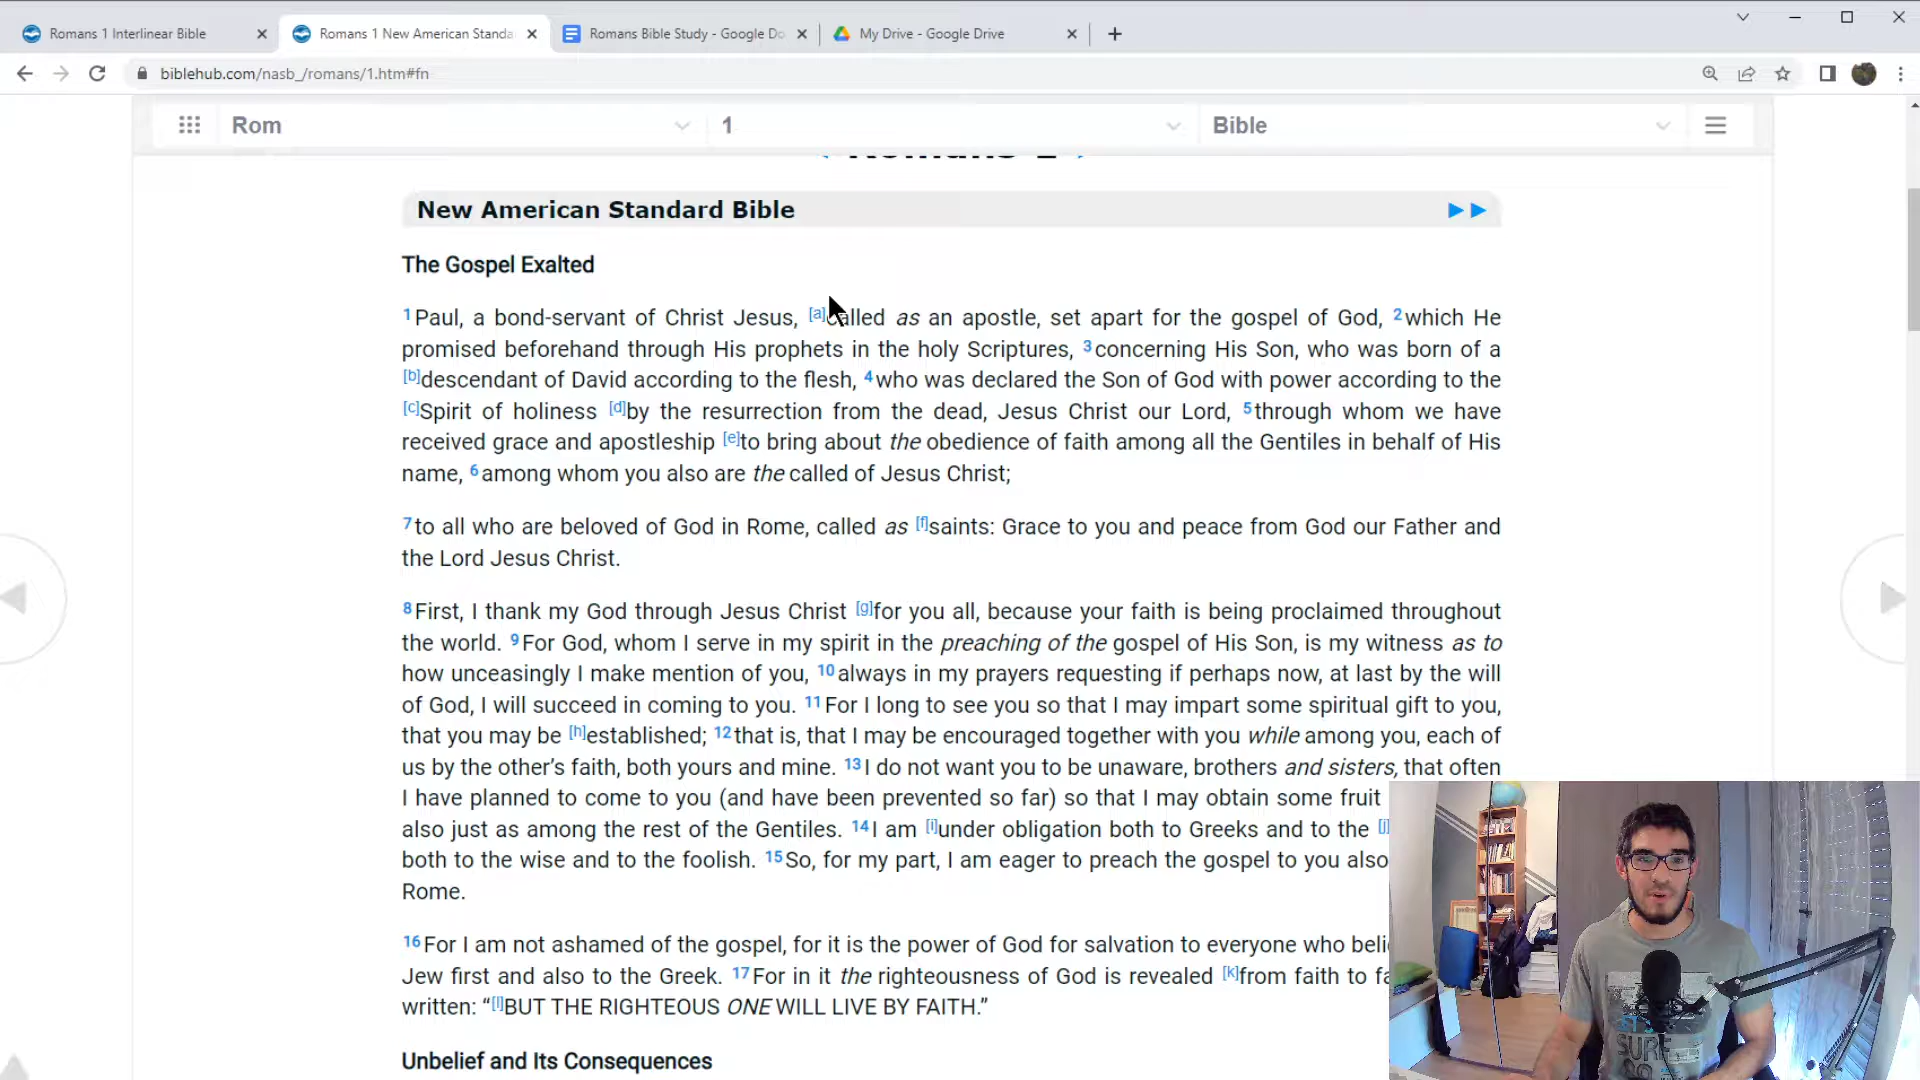 Romans 1 Interlinear Bible
Romans 1 New American Standa
Romans Bible Study - Google Do
My Drive - Google Drive
biblehub.com/nasb_/romans/1.htm#fn
Rom
1
Bible
Romans 1
New American Standard Bible
The Gospel Exalted
1Paul, a bond-servant of Christ Jesus, [a]called as an apostle, set apart for the gospel of God, 2which He
promised beforehand through His prophets in the holy Scriptures, 3concerning His Son, who was born of a
[b]descendant of David according to the flesh, 4who was declared the Son of God with power according to the
[c]Spirit of holiness [d]by the resurrection from the dead, Jesus Christ our Lord, 5through whom we have
received grace and apostleship [e]to bring about the obedience of faith among all the Gentiles in behalf of His
name, 6among whom you also are the called of Jesus Christ;
7to all who are beloved of God in Rome, called as [f]saints: Grace to you and peace from God our Father and
the Lord Jesus Christ.
8First, I thank my God through Jesus Christ [g]for you all, because your faith is being proclaimed throughout
the world. 9For God, whom I serve in my spirit in the preaching of the gospel of His Son, is my witness as to
how unceasingly I make mention of you, 10always in my prayers requesting if perhaps now, at last by the will
of God, I will succeed in coming to you. 11For I long to see you so that I may impart some spiritual gift to you,
that you may be [h]established; 12that is, that I may be encouraged together with you while among you, each of
us by the other’s faith, both yours and mine. 13I do not want you to be unaware, brothers and sisters, that often
I have planned to come to you (and have been prevented so far) so that I may obtain some fruit
also just as among the rest of the Gentiles. 14I am [i]under obligation both to Greeks and to the [j]
both to the wise and to the foolish. 15So, for my part, I am eager to preach the gospel to you also
Rome.
16For I am not ashamed of the gospel, for it is the power of God for salvation to everyone who beli
Jew first and also to the Greek. 17For in it the righteousness of God is revealed [k]from faith to fa
written: “[l]BUT THE RIGHTEOUS ONE WILL LIVE BY FAITH.”
Unbelief and Its Consequences
SURF